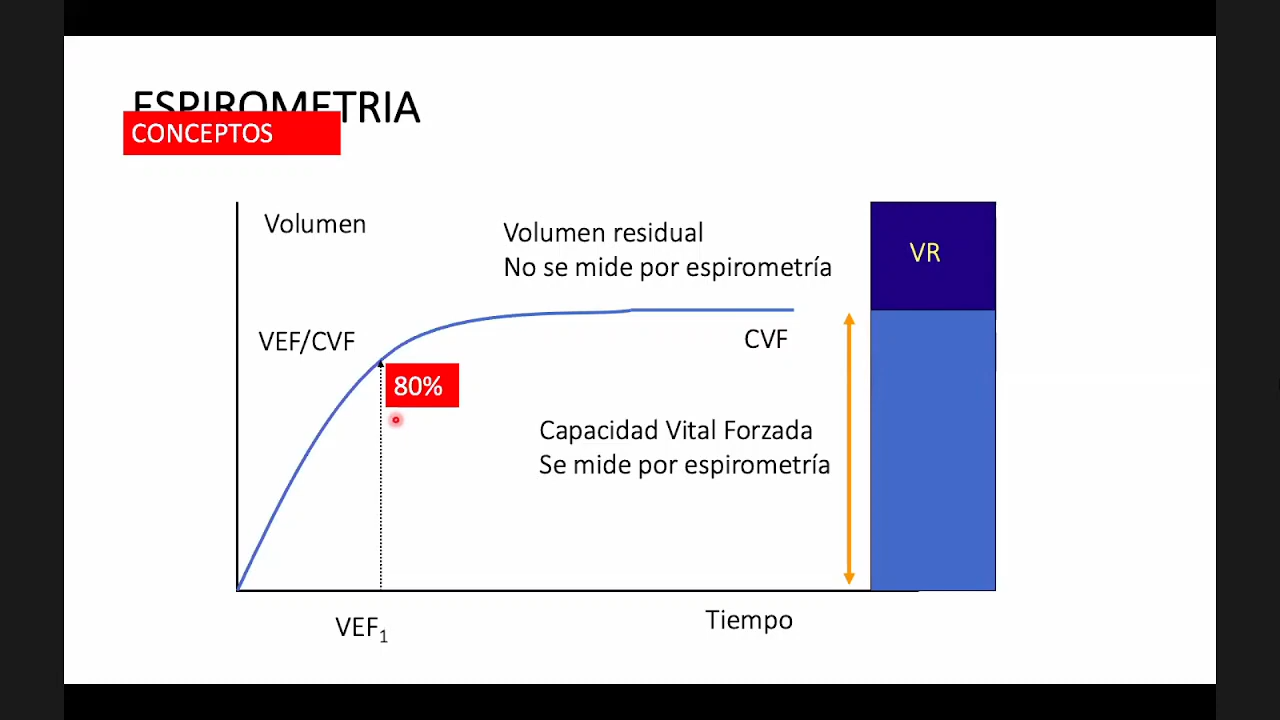 ESPIROMETRIA
CONCEPTOS
Volumen
Volumen residual
No se mide por espirometría
VR
VEF/CVF
CVF
80%
Capacidad Vital Forzada
Se mide por espirometría
VEF₁
Tiempo